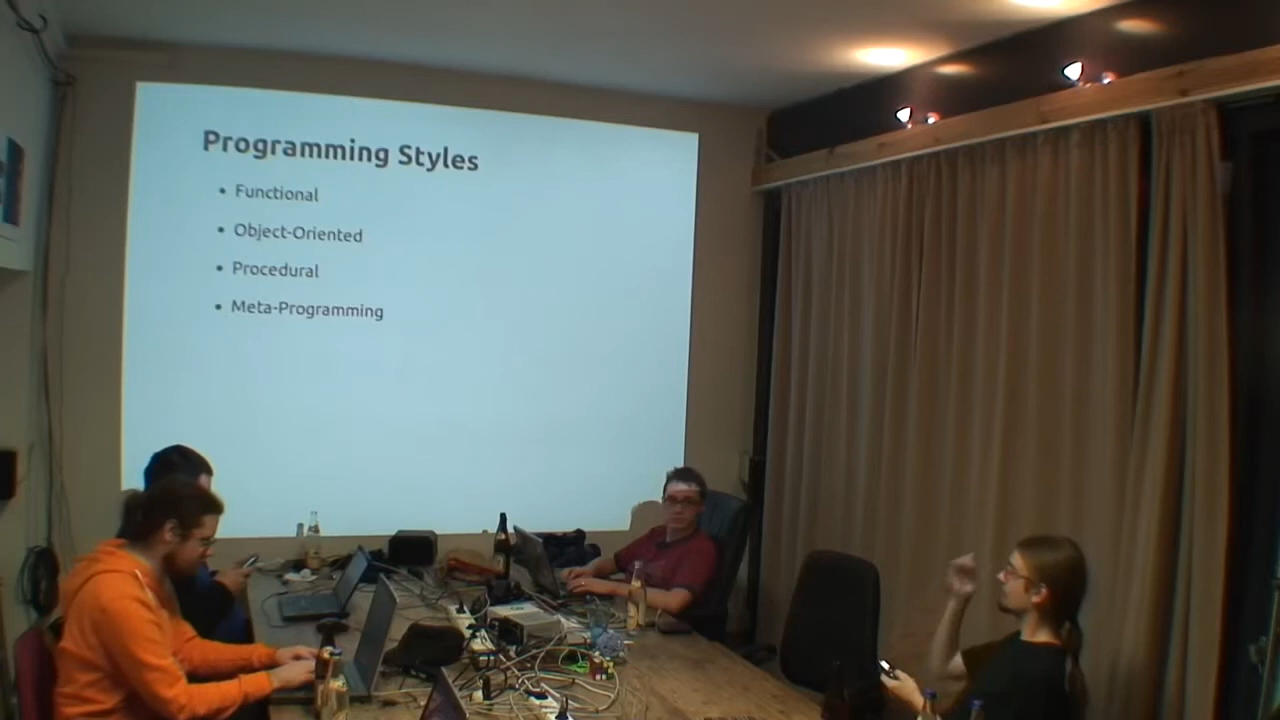 Programming Styles
• Functional
• Object-Oriented
• Procedural
• Meta-Programming